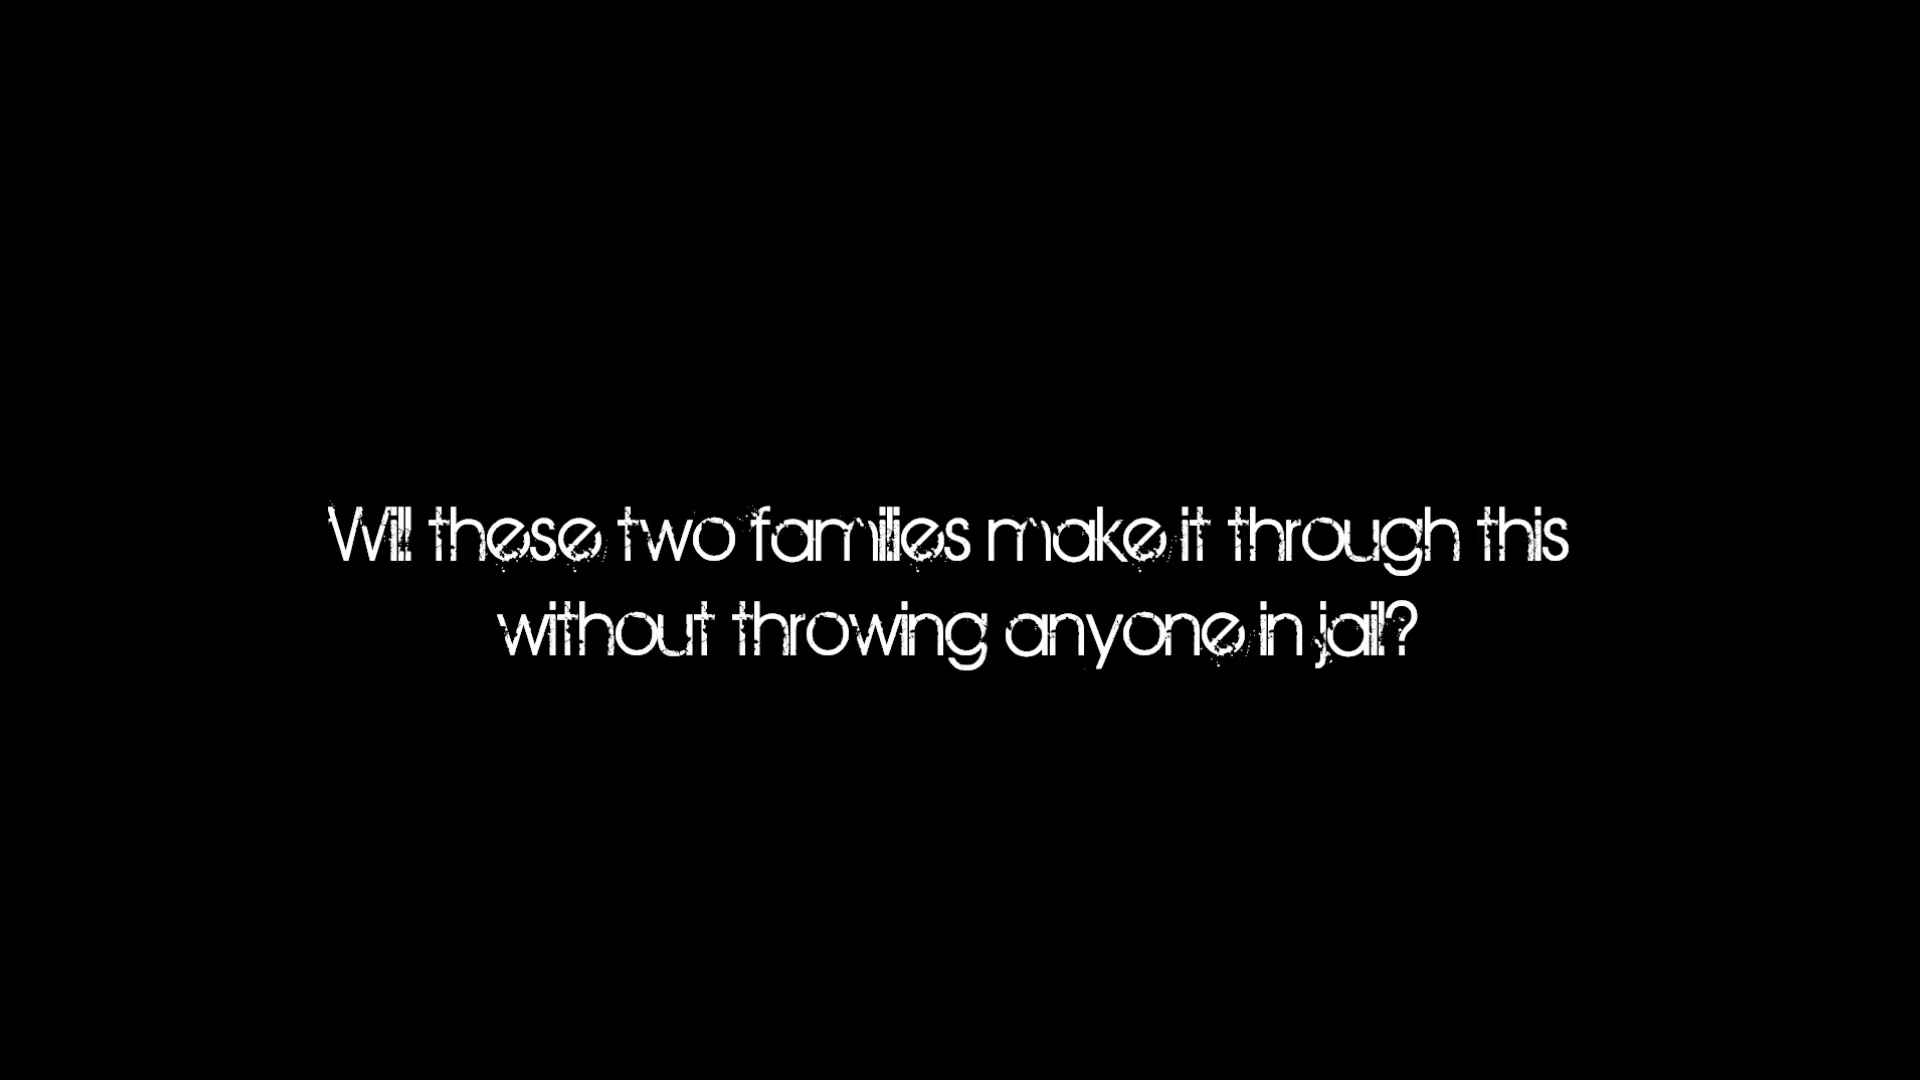 Will these two families make it through this
without throwing anyone in jail?